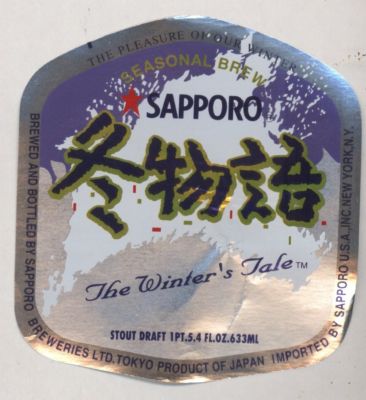 THE PLEASURE OF OUR WINTER
SEASONAL BREW
SAPPORO
冬物語
The Winter's Tale™
STOUT DRAFT 1PT.5.4 FL.OZ.633ML
BREWED AND BOTTLED BY SAPPORO BREWERIES LTD.TOKYO PRODUCT OF JAPAN IMPORTED BY SAPPORO U.S.A.,INC NEW YORK,N.Y.